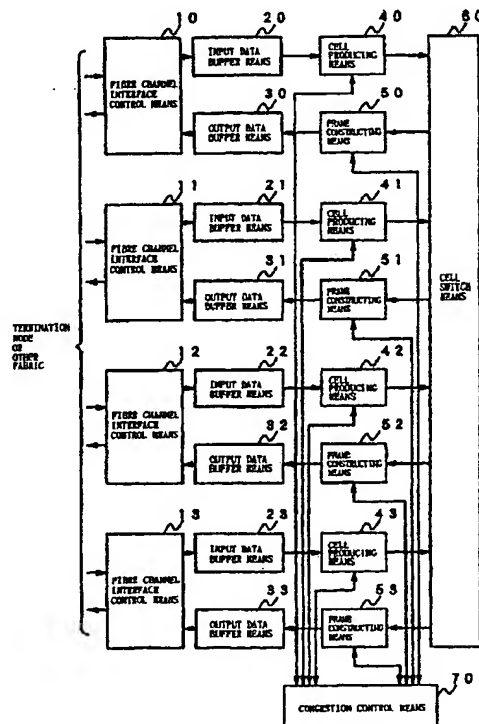 10
20
40
60
FIBRE CHANNEL
INTERFACE
CONTROL MEANS
INPUT DATA
BUFFER MEANS
CELL
PRODUCING
MEANS
30
50
OUTPUT DATA
BUFFER MEANS
FRAME
CONSTRUCTING
MEANS
11
21
41
FIBRE CHANNEL
INTERFACE
CONTROL MEANS
INPUT DATA
BUFFER MEANS
CELL
PRODUCING
MEANS
31
51
OUTPUT DATA
BUFFER MEANS
FRAME
CONSTRUCTING
MEANS
CELL
SWITCH
MEANS
TERMINATION
NODE
OR
OTHER
FABRIC
12
22
42
FIBRE CHANNEL
INTERFACE
CONTROL MEANS
INPUT DATA
BUFFER MEANS
CELL
PRODUCING
MEANS
32
52
OUTPUT DATA
BUFFER MEANS
FRAME
CONSTRUCTING
MEANS
13
23
43
FIBRE CHANNEL
INTERFACE
CONTROL MEANS
INPUT DATA
BUFFER MEANS
CELL
PRODUCING
MEANS
33
53
OUTPUT DATA
BUFFER MEANS
FRAME
CONSTRUCTING
MEANS
70
CONGESTION CONTROL MEANS